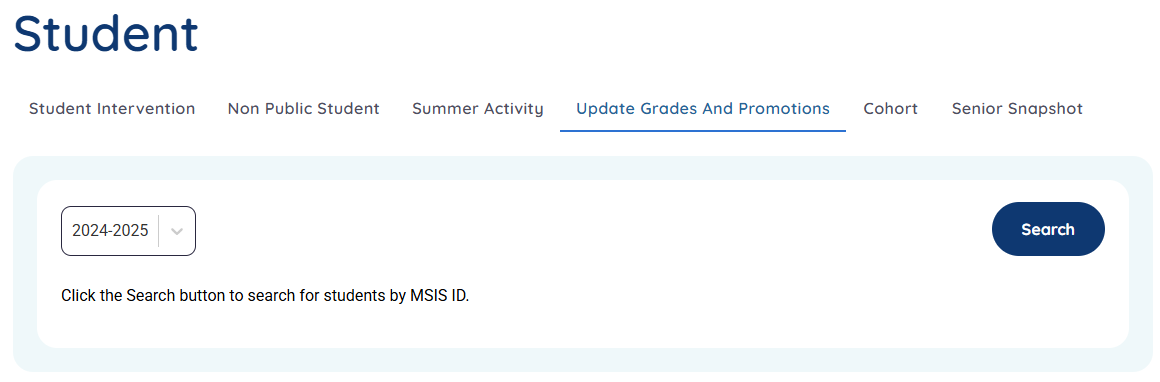 Student
Student Intervention Non Public Student Summer Activity Update Grades And Promotions Cohort Senior Snapshot
2024-2025 Search
Click the Search button to search for students by MSIS ID.